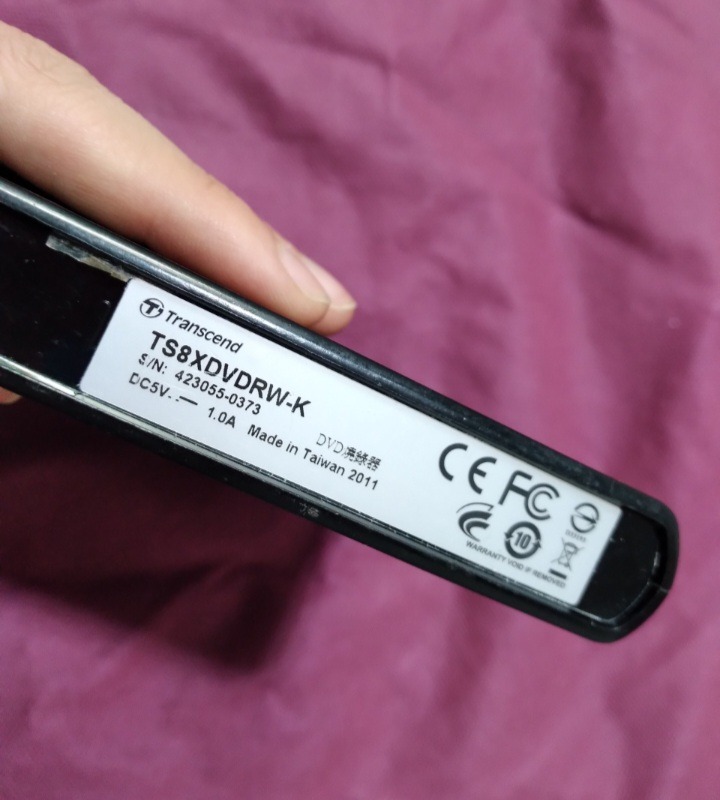 Transcend
TS8XDVDRW-K
S/N: 423055-0373
DC5V 1.0A Made in Taiwan 2011
DVD燒錄器
CE FC
10
WARRANTY VOID IF REMOVED